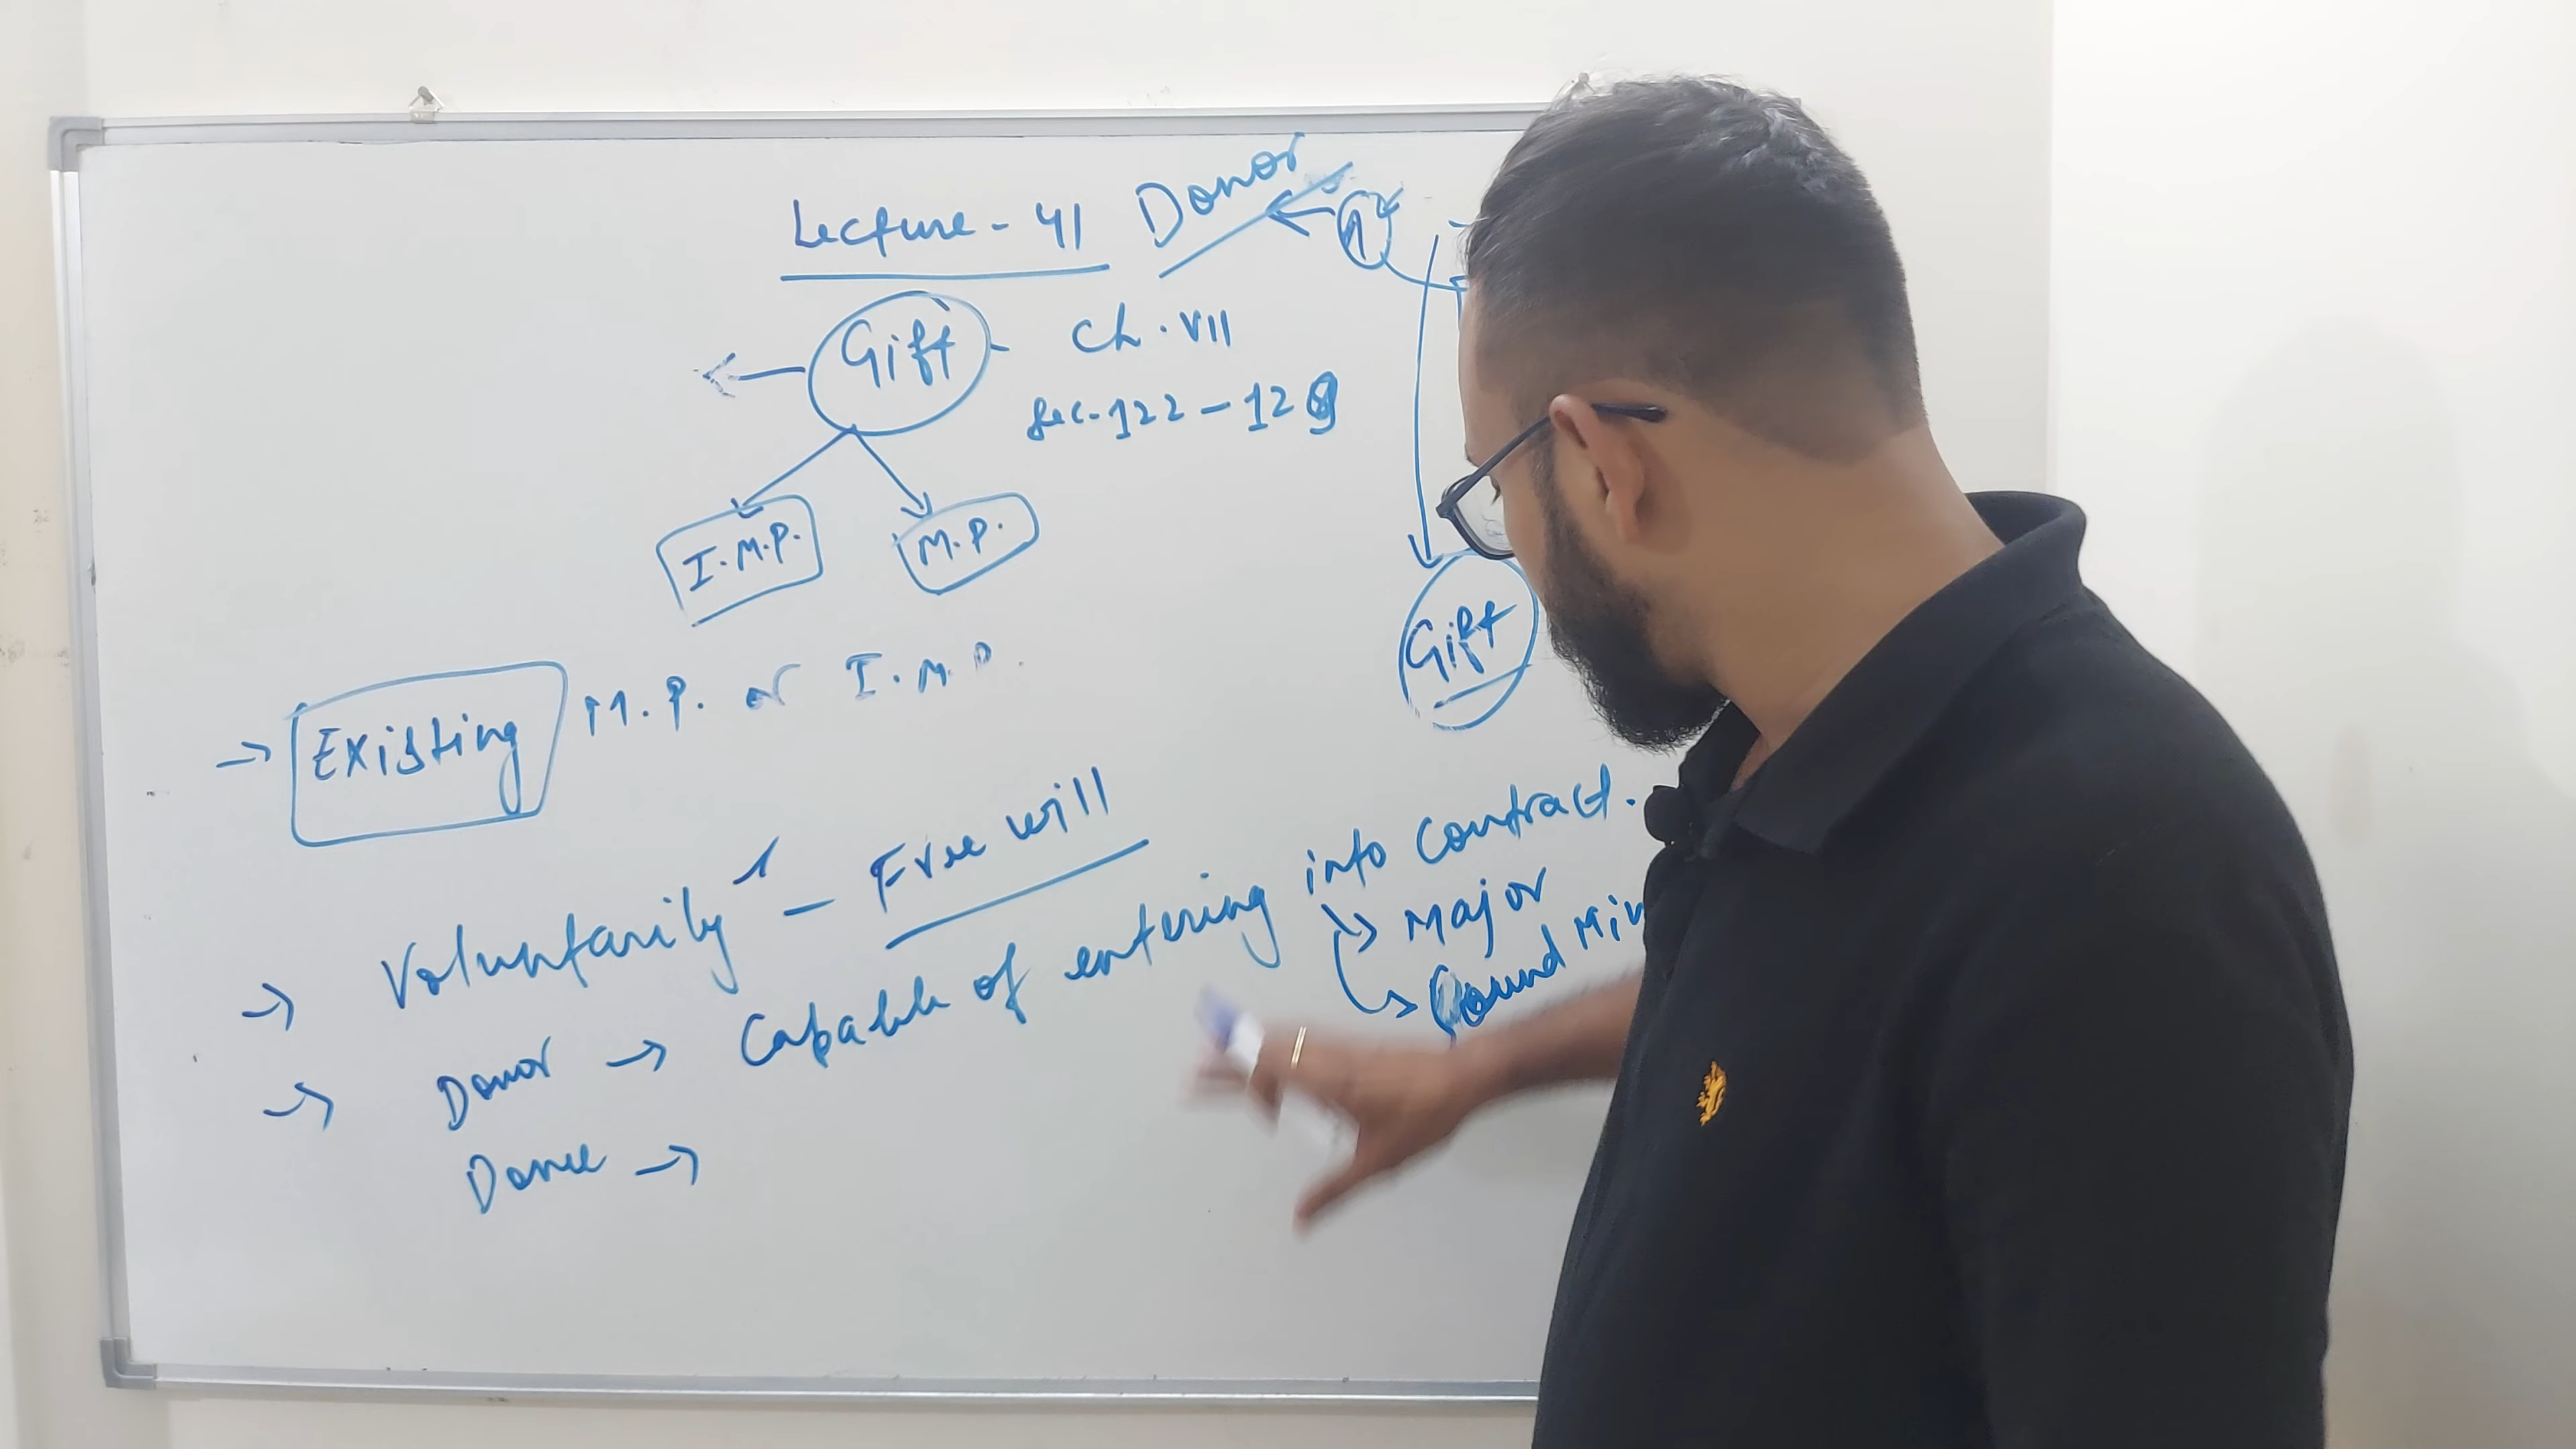 Lecture - 41 Donor
Gift Ch. VII
Sec. 122 - 129
I.M.P. M.P.
Gift
Existing M.P. or I.M.P.
Voluntarily - Free will
Donor → Capable of entering into contract.
Major
Sound Min
Donee →